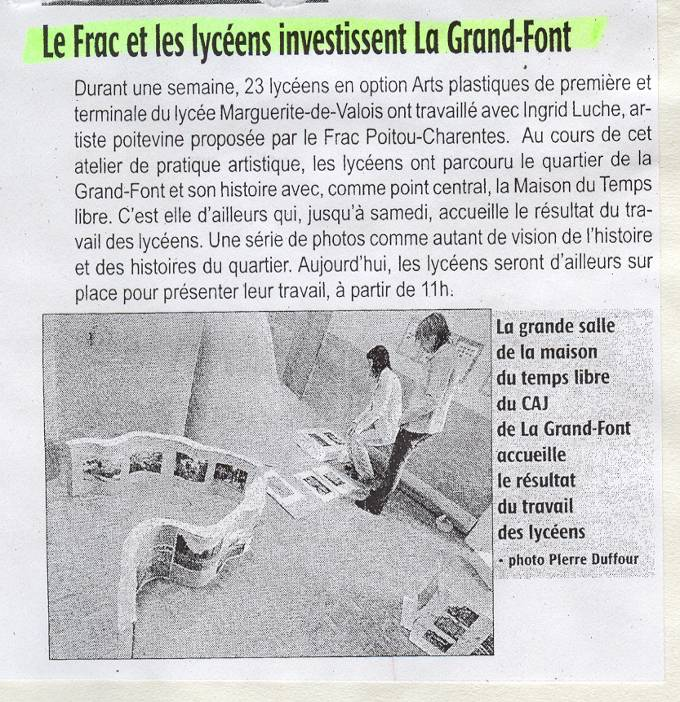 Le Frac et les lycéens investissent La Grand-Font
Durant une semaine, 23 lycéens en option Arts plastiques de première et
terminale du lycée Marguerite-de-Valois ont travaillé avec Ingrid Luche, ar-
tiste poitevine proposée par le Frac Poitou-Charentes. Au cours de cet
atelier de pratique artistique, les lycéens ont parcouru le quartier de la
Grand-Font et son histoire avec, comme point central, la Maison du Temps
libre. C'est elle d'ailleurs qui, jusqu'à samedi, accueille le résultat du tra-
vail des lycéens. Une série de photos comme autant de vision de l'histoire
et des histoires du quartier. Aujourd'hui, les lycéens seront d'ailleurs sur
place pour présenter leur travail, à partir de 11h.
La grande salle
de la maison
du temps libre
du CAJ
de La Grand-Font
accueille
le résultat
du travail
des lycéens
• photo PIerre Duffour